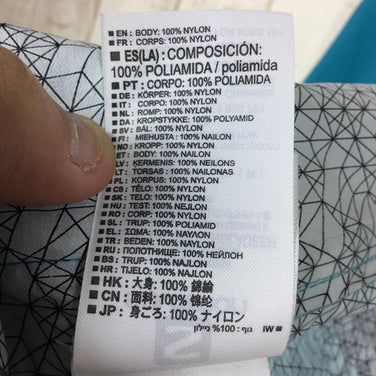 EN: BODY: 100% NYLON
FR: CORPS: 100% NYLON
ES(LA): COMPOSICIÓN:
100% POLIAMIDA / poliamida
PT: CORPO: 100% POLIAMIDA
DE: KÖRPER: 100% NYLON
IT: CORPO: 100% NYLON
NL: ROMP: 100% NYLON
DA: KROPSTYKKE: 100% POLYAMID
SV: BÅL: 100% NYLON
FI: MIEHUSTA: 100% NAILON
NO: KROPP: 100% NYLON
ET: BODY: 100% NAILON
LV: ĶERMENIS: 100% NEILONS
LT: TORSAS: 100% NAILONAS
PL: KORPUS: 100% NYLON
CS: TĚLO: 100% NYLON
SK: TELO: 100% NYLON
HU: TEST: 100% NEJLON
RO: CORP: 100% NYLON
SL: TRUP: 100% POLIAMID
EL: ΣΩΜΑ: 100% ΝΑΥΛΟΝ
TR: BEDEN: 100% NAYLON
RU: ПОЛОТНИЩЕ: 100% НЕЙЛОН
BS: TRUP: 100% NAJLON
HR: TIJELO: 100% NAJLON
HK: 大身: 100% 錦綸
CN: 面料: 100% 锦纶
JP: 身ごろ: 100% ナイロン
IW גוף: 100% ניילון